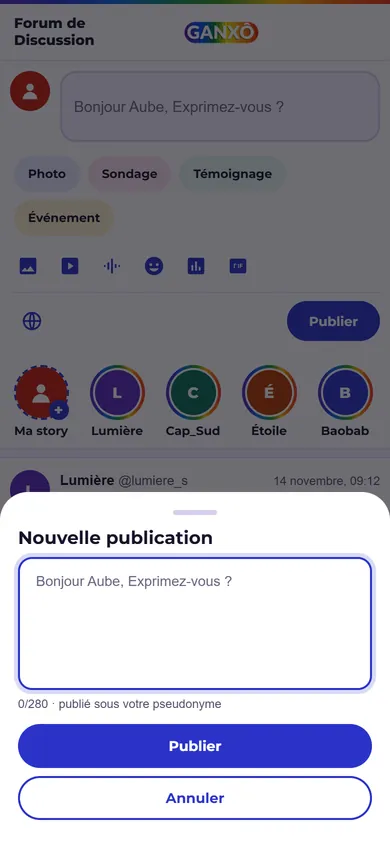 Forum de
Discussion
GANXÔ
Bonjour Aube, Exprimez-vous ?
Photo
Sondage
Témoignage
Événement
GIF
Publier
L
C
É
B
Ma story
Lumière
Cap_Sud
Étoile
Baobab
Lumière @lumiere_s
14 novembre, 09:12
Nouvelle publication
Bonjour Aube, Exprimez-vous ?
0/280 · publié sous votre pseudonyme
Publier
Annuler